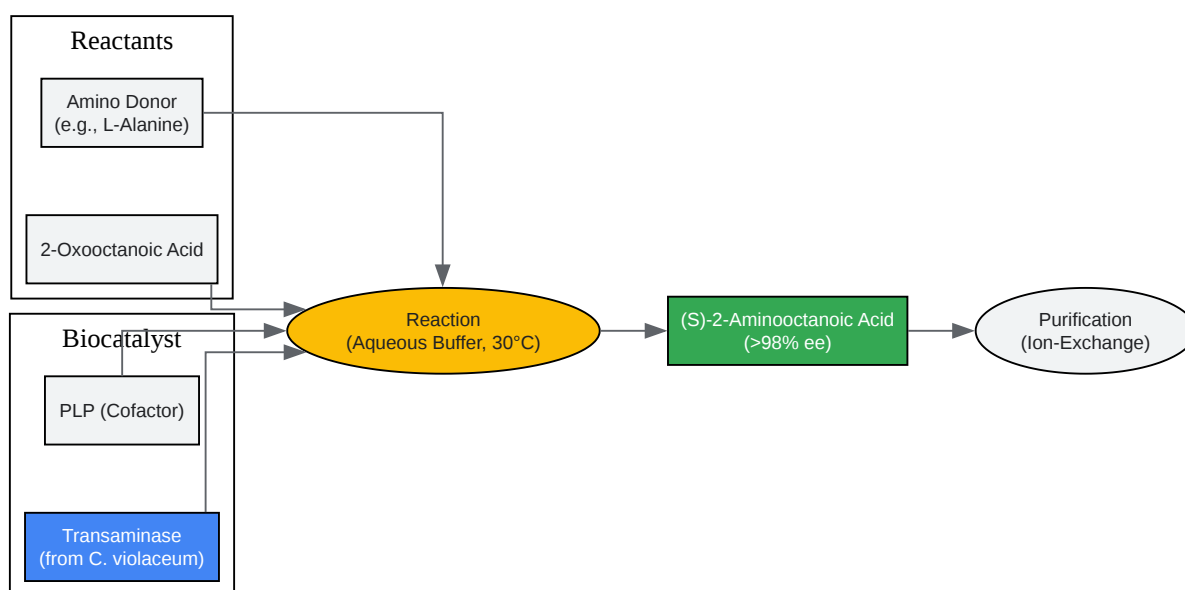 Reactants
Amino Donor
(e.g., L-Alanine)
2-Oxooctanoic Acid
Biocatalyst
PLP (Cofactor)
Transaminase
(from C. violaceum)
Reaction
(Aqueous Buffer, 30°C)
(S)-2-Aminooctanoic Acid
(>98% ee)
Purification
(Ion-Exchange)